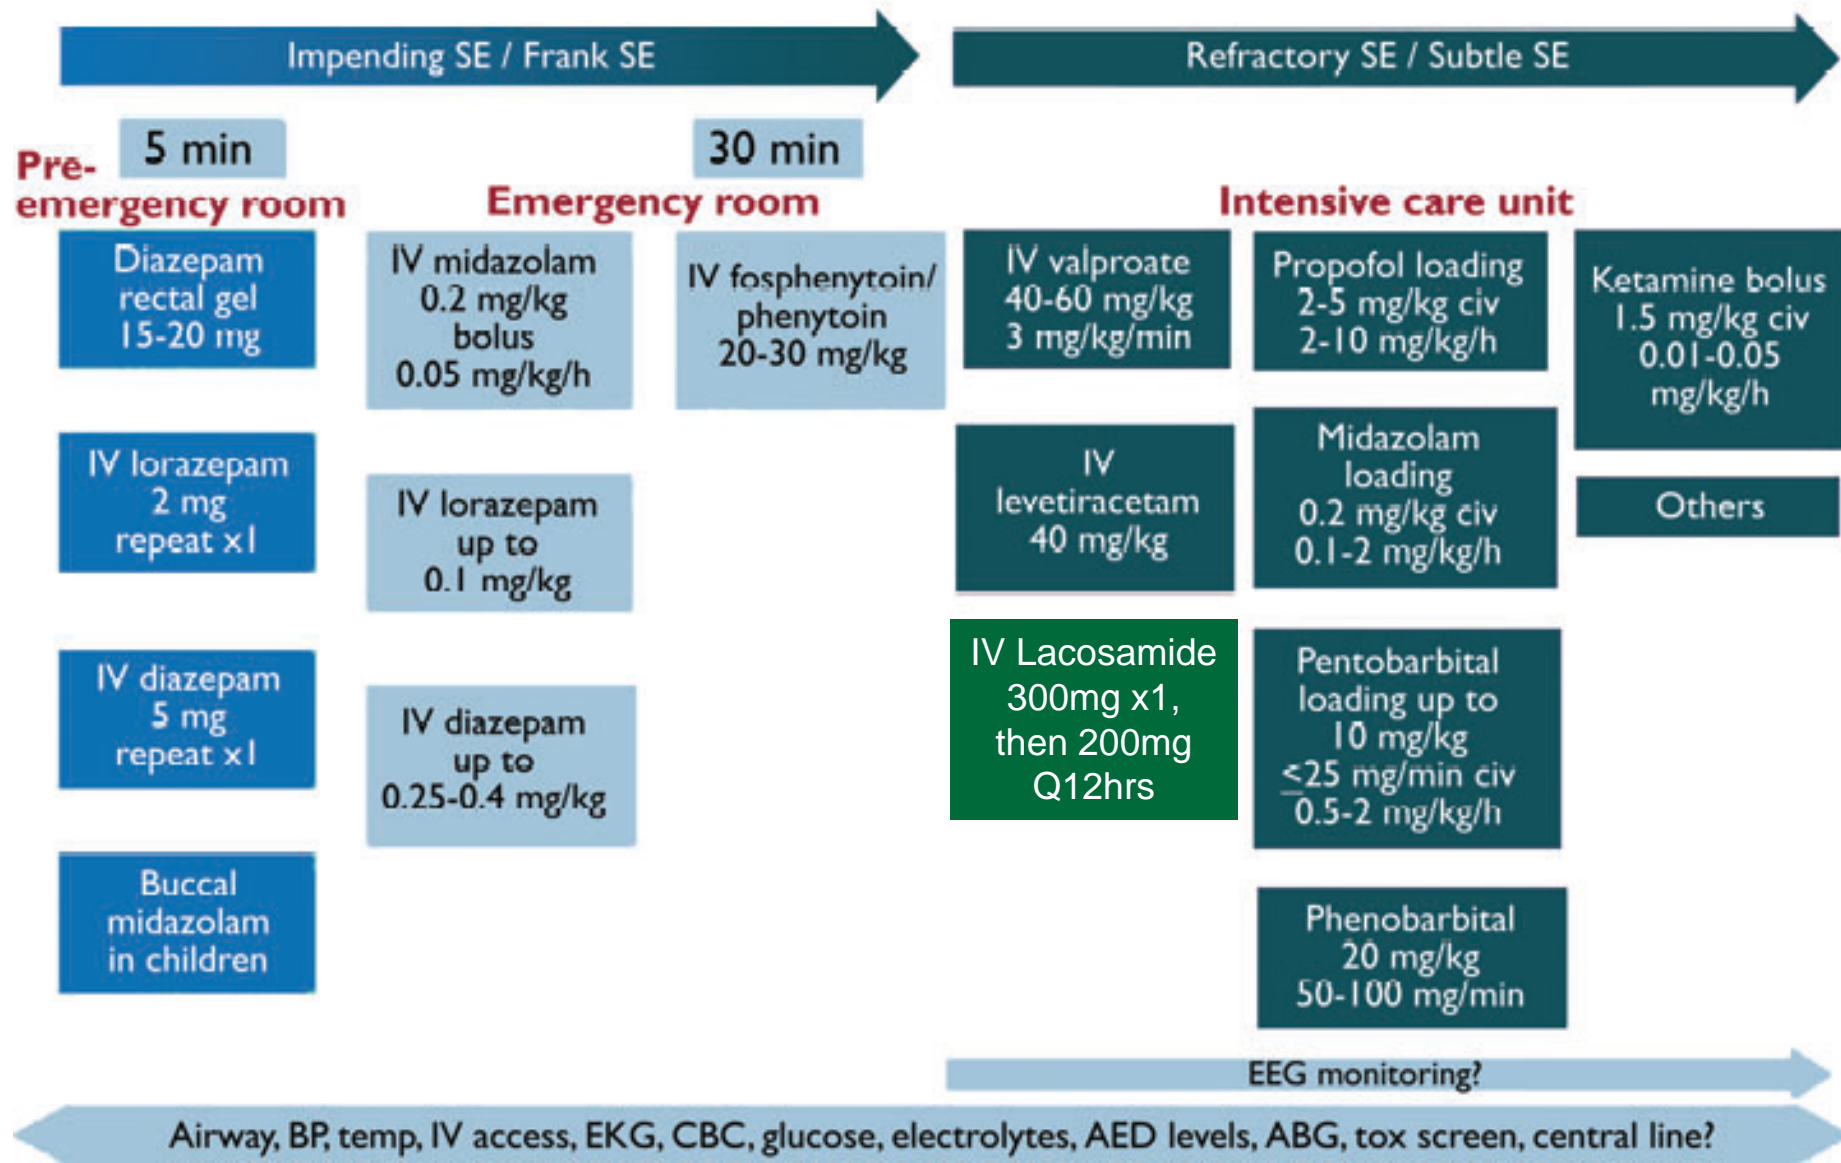 Impending SE / Frank SE
Refractory SE / Subtle SE
5 min
30 min
Pre-
emergency room
Emergency room
Intensive care unit
Diazepam
rectal gel
15-20 mg
IV lorazepam
2 mg
repeat x1
IV diazepam
5 mg
repeat x1
Buccal
midazolam
in children
IV midazolam
0.2 mg/kg
bolus
0.05 mg/kg/h
IV lorazepam
up to
0.1 mg/kg
IV diazepam
up to
0.25-0.4 mg/kg
IV fosphenytoin/
phenytoin
20-30 mg/kg
IV valproate
40-60 mg/kg
3 mg/kg/min
IV
levetiracetam
40 mg/kg
IV Lacosamide
300mg x1,
then 200mg
Q12hrs
Propofol loading
2-5 mg/kg civ
2-10 mg/kg/h
Midazolam
loading
0.2 mg/kg civ
0.1-2 mg/kg/h
Pentobarbital
loading up to
10 mg/kg
≤25 mg/min civ
0.5-2 mg/kg/h
Phenobarbital
20 mg/kg
50-100 mg/min
Ketamine bolus
1.5 mg/kg civ
0.01-0.05
mg/kg/h
Others
EEG monitoring?
Airway, BP, temp, IV access, EKG, CBC, glucose, electrolytes, AED levels, ABG, tox screen, central line?